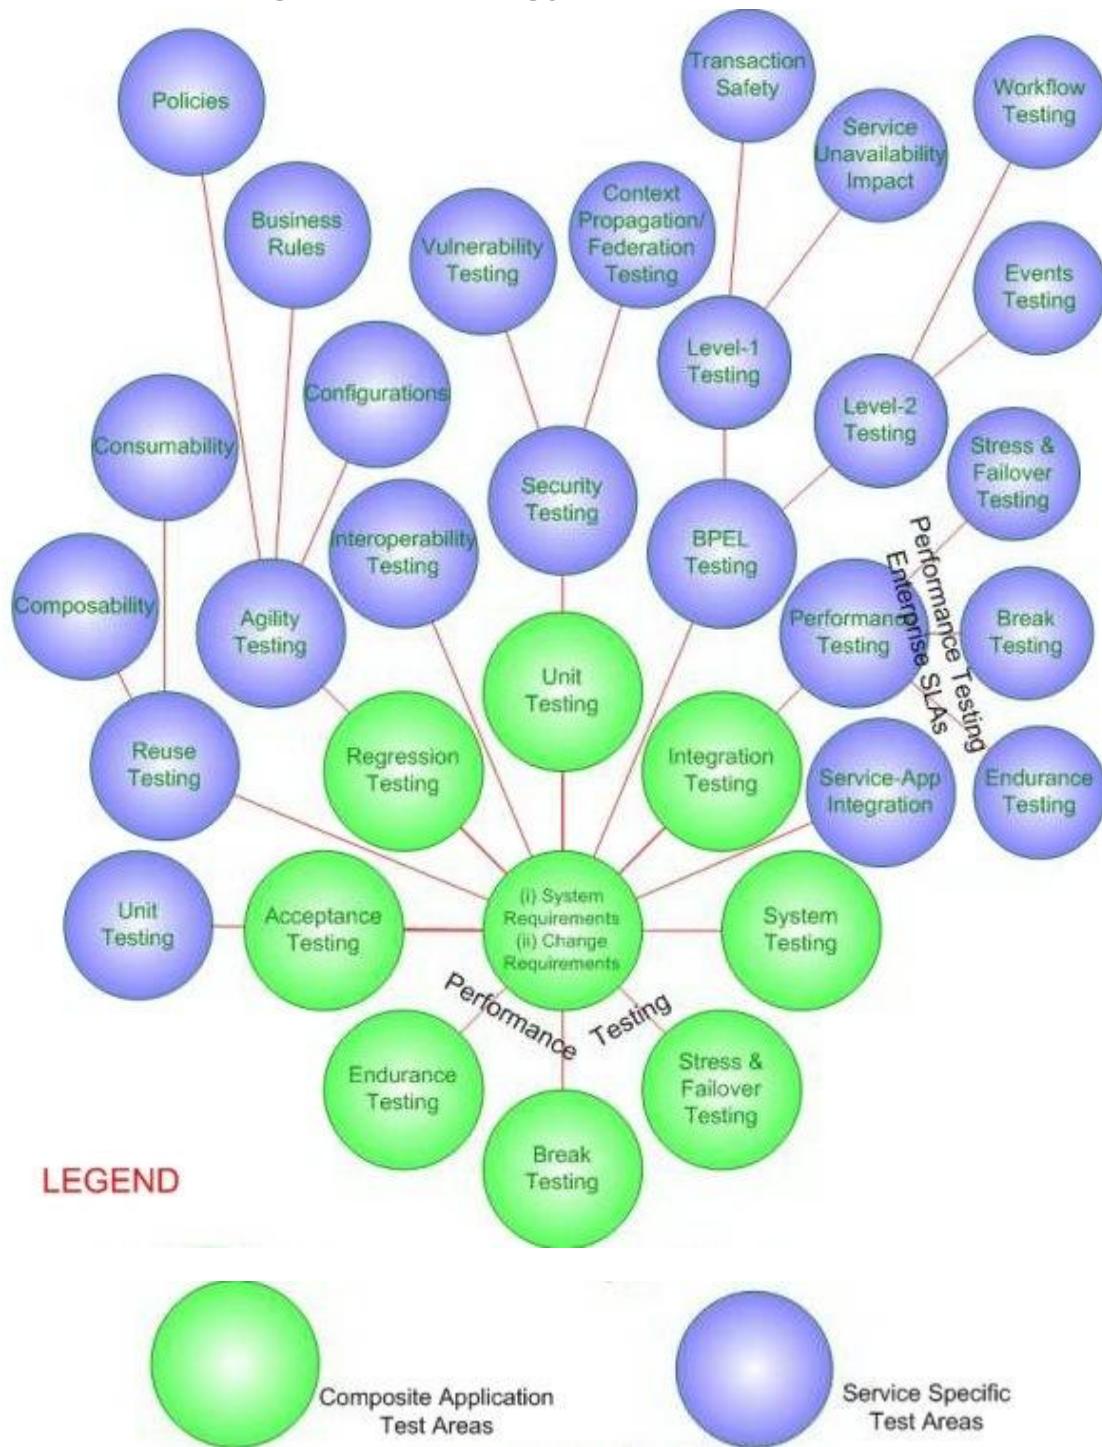 Transaction
Safety
Workflow
Testing
Policies
Service
Unavailability
Impact
Business
Rules
Context
Propagation/
Federation
Testing
Vulnerability
Testing
Events
Testing
Level-1
Testing
Configurations
Level-2
Testing
Consumability
Stress &
Failover
Testing
Security
Testing
Interoperability
Testing
BPEL
Testing
Composability
Agility
Testing
Performance
Testing
Performance Testing
Enterprise SLAs
Break
Testing
Unit
Testing
Reuse
Testing
Regression
Testing
Integration
Testing
Service-App
Integration
Endurance
Testing
Unit
Testing
Acceptance
Testing
(i) System
Requirements
(ii) Change
Requirements
System
Testing
Performance Testing
Endurance
Testing
Stress &
Failover
Testing
Break
Testing
LEGEND
Composite Application
Test Areas
Service Specific
Test Areas